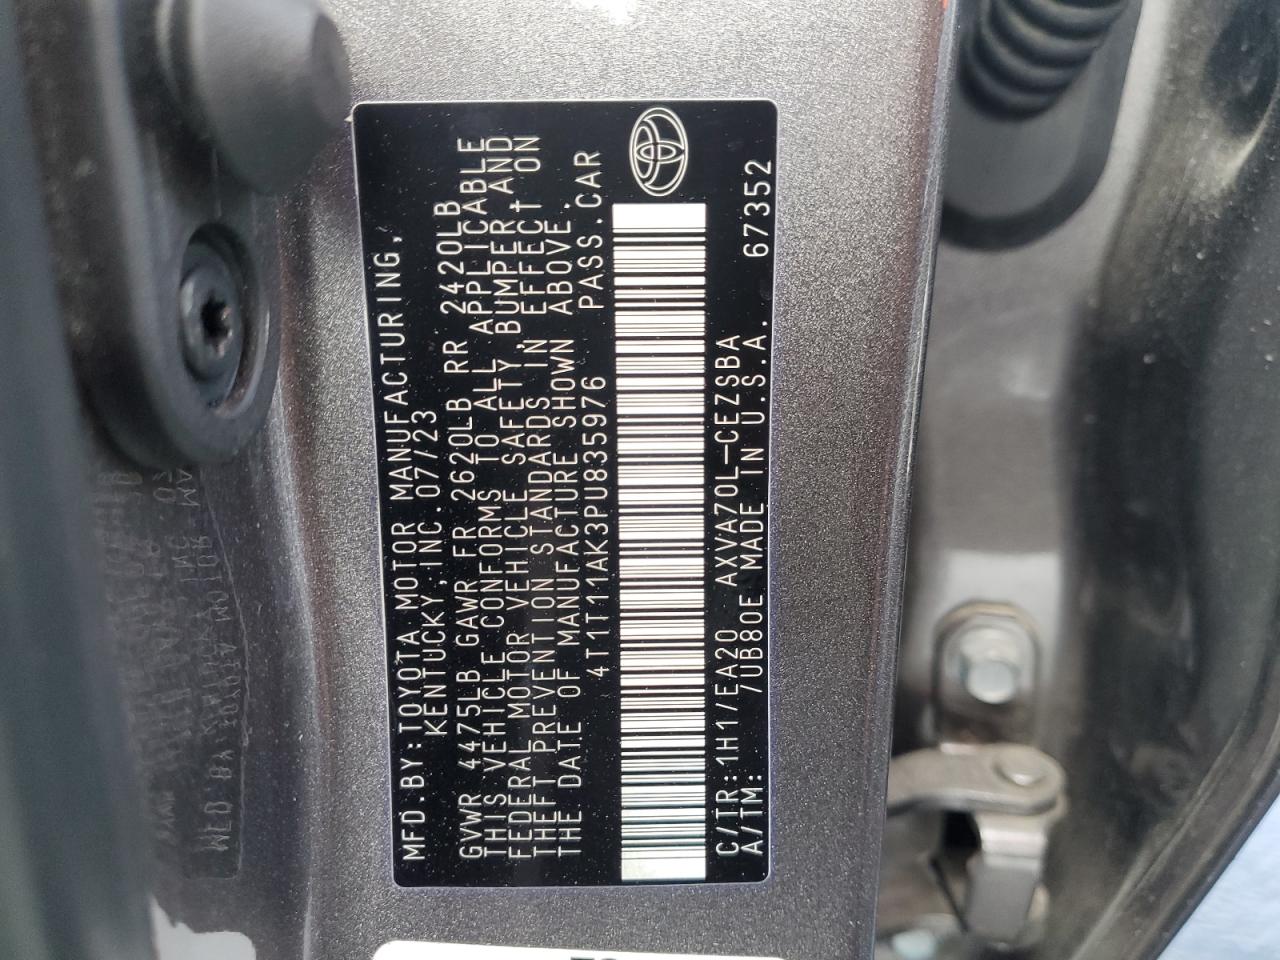 MFD.BY:TOYOTA MOTOR MANUFACTURING,
KENTUCKY,INC.07/23
GVWR 4475LB GAWR FR 2620LB RR 2420LB
THIS VEHICLE CONFORMS TO ALL APPLICABLE
FEDERAL MOTOR VEHICLE SAFETY,BUMPER AND
THEFT PREVENTION STANDARDS IN EFFECT ON
THE DATE OF MANUFACTURE SHOWN ABOVE.
4T1T11AK3PU835976 PASS.CAR
C/TR:1H1/EA20 AXVA70L-CEZSBA 67352
A/TM: /UB80E MADE IN U.S.A.